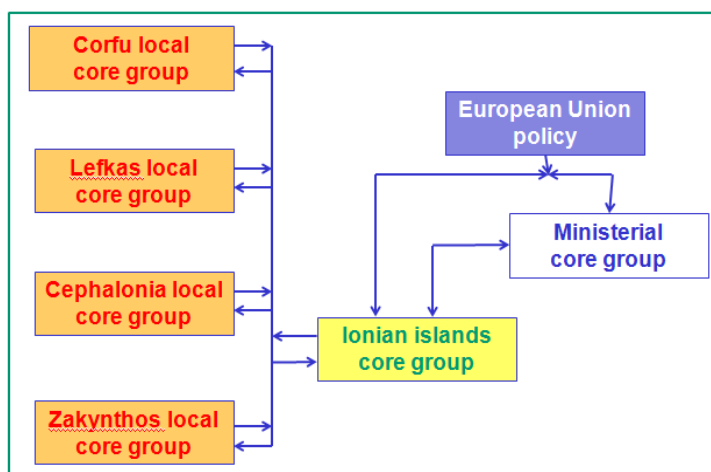 Corfu local
core group
European Union
policy
Lefkas local
core group
Ministerial
core group
Cephalonia local
core group
Ionian islands
core group
Zakynthos local
core group